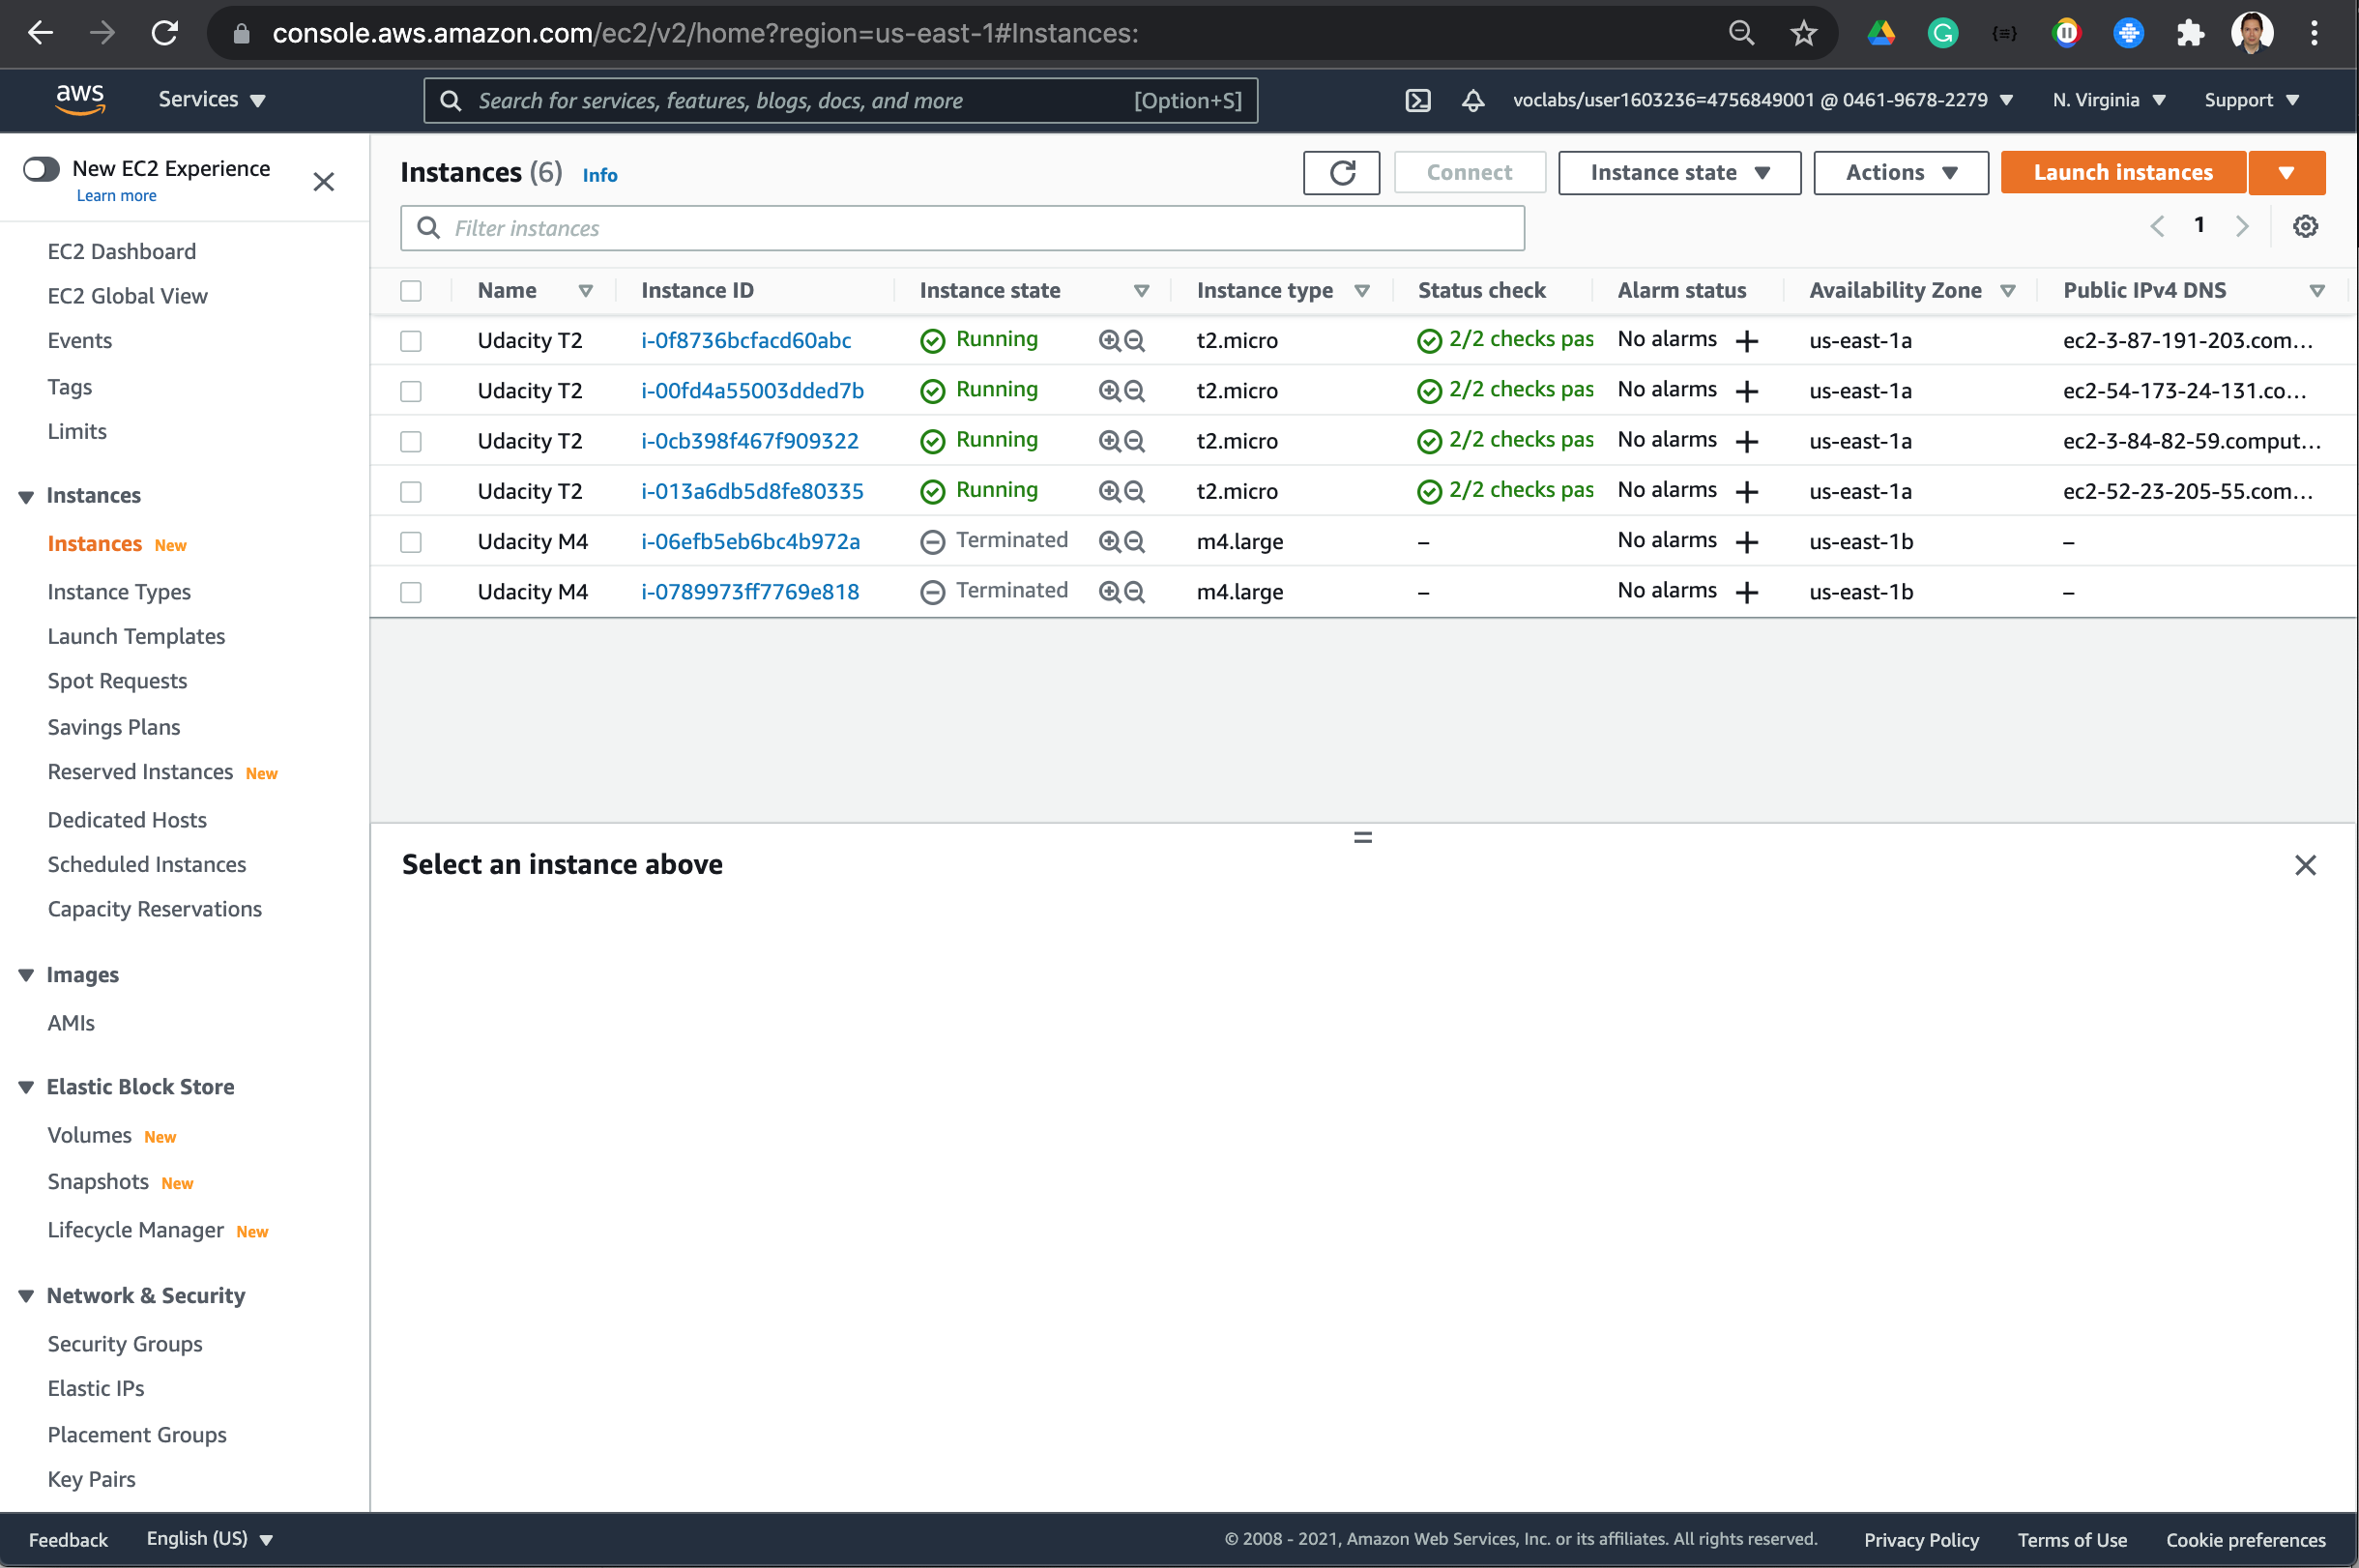 console.aws.amazon.com/ec2/v2/home?region=us-east-1#Instances:
aws Services Search for services, features, blogs, docs, and more [Option+S] voclabs/user1603236=4756849001 @ 0461-9678-2279 N. Virginia Support
New EC2 Experience
Learn more
EC2 Dashboard
EC2 Global View
Events
Tags
Limits
Instances
Instances New
Instance Types
Launch Templates
Spot Requests
Savings Plans
Reserved Instances New
Dedicated Hosts
Scheduled Instances
Capacity Reservations
Images
AMIs
Elastic Block Store
Volumes New
Snapshots New
Lifecycle Manager New
Network & Security
Security Groups
Elastic IPs
Placement Groups
Key Pairs
Instances (6) Info Connect Instance state Actions Launch instances
Filter instances 1
Name Instance ID Instance state Instance type Status check Alarm status Availability Zone Public IPv4 DNS
Udacity T2 i-0f8736bcfacd60abc Running t2.micro 2/2 checks pas No alarms + us-east-1a ec2-3-87-191-203.com...
Udacity T2 i-00fd4a55003dded7b Running t2.micro 2/2 checks pas No alarms + us-east-1a ec2-54-173-24-131.co...
Udacity T2 i-0cb398f467f909322 Running t2.micro 2/2 checks pas No alarms + us-east-1a ec2-3-84-82-59.comput...
Udacity T2 i-013a6db5d8fe80335 Running t2.micro 2/2 checks pas No alarms + us-east-1a ec2-52-23-205-55.com...
Udacity M4 i-06efb5eb6bc4b972a Terminated m4.large – No alarms + us-east-1b –
Udacity M4 i-0789973ff7769e818 Terminated m4.large – No alarms + us-east-1b –
Select an instance above
Feedback English (US) © 2008 - 2021, Amazon Web Services, Inc. or its affiliates. All rights reserved. Privacy Policy Terms of Use Cookie preferences